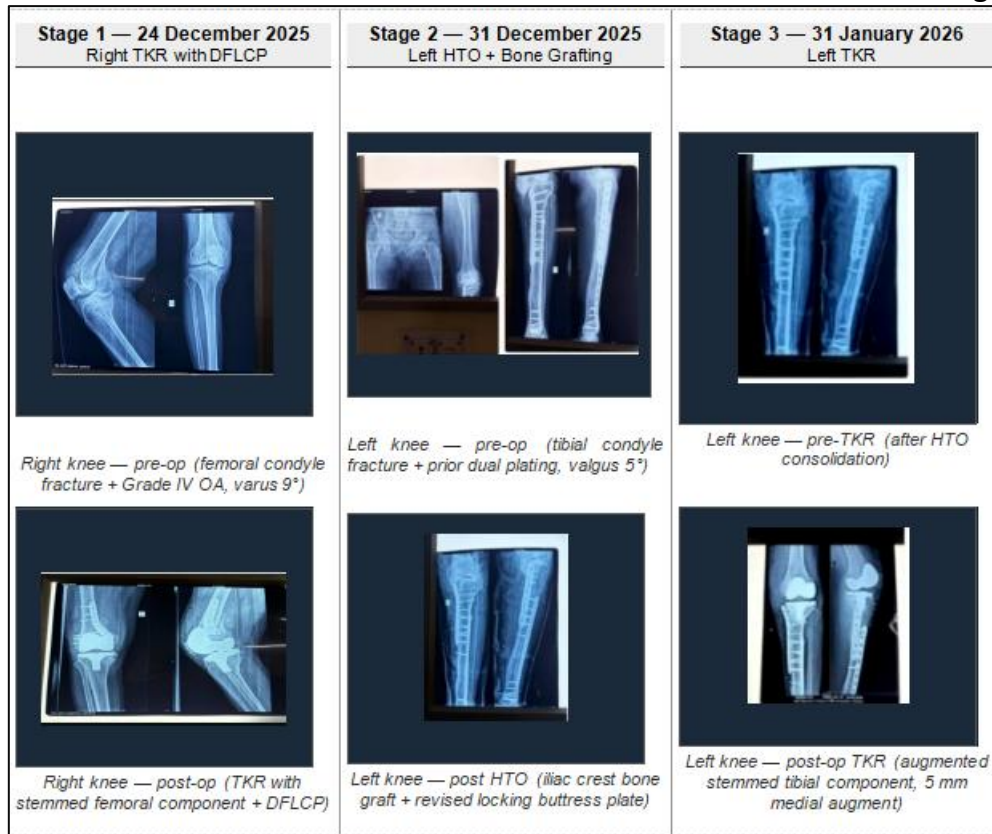 Stage 1 — 24 December 2025
Right TKR with DFLCP
Stage 2 — 31 December 2025
Left HTO + Bone Grafting
Stage 3 — 31 January 2026
Left TKR
Right knee — pre-op (femoral condyle
fracture + Grade IV OA, varus 9°)
Left knee — pre-op (tibial condyle
fracture + prior dual plating, valgus 5°)
Left knee — pre-TKR (after HTO
consolidation)
Right knee — post-op (TKR with
stemmed femoral component + DFLCP)
Left knee — post HTO (iliac crest bone
graft + revised locking buttress plate)
Left knee — post-op TKR (augmented
stemmed tibial component, 5 mm
medial augment)